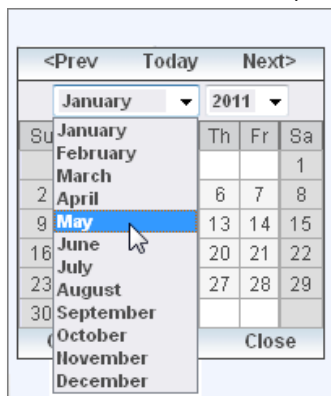 <Prev Today Next>
January 2011
Su January Th Fr Sa
February
March 1
2 April 6 7 8
9 May 13 14 15
16 June 20 21 22
July
23 August 27 28 29
30 September
October Close
November
December